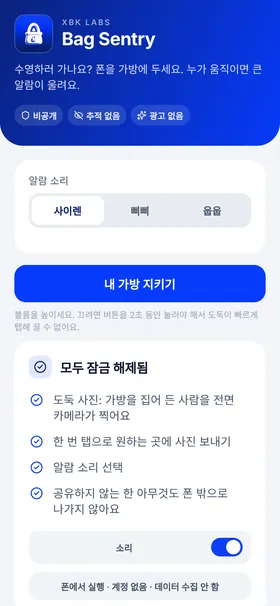 XBK LABS
Bag Sentry
수영하러 가나요? 폰을 가방에 두세요. 누가 움직이면 큰
알람이 울려요.
비공개
추적 없음
광고 없음
알람 소리
사이렌
삐삐
웁웁
내 가방 지키기
볼륨을 높이세요. 끄려면 버튼을 2초 동안 눌러야 해서 도둑이 빠르게
탭해 끌 수 없어요.
모두 잠금 해제됨
도둑 사진: 가방을 집어 든 사람을 전면
카메라가 찍어요
한 번 탭으로 원하는 곳에 사진 보내기
알람 소리 선택
공유하지 않는 한 아무것도 폰 밖으로
나가지 않아요
소리
폰에서 실행 · 계정 없음 · 데이터 수집 안 함